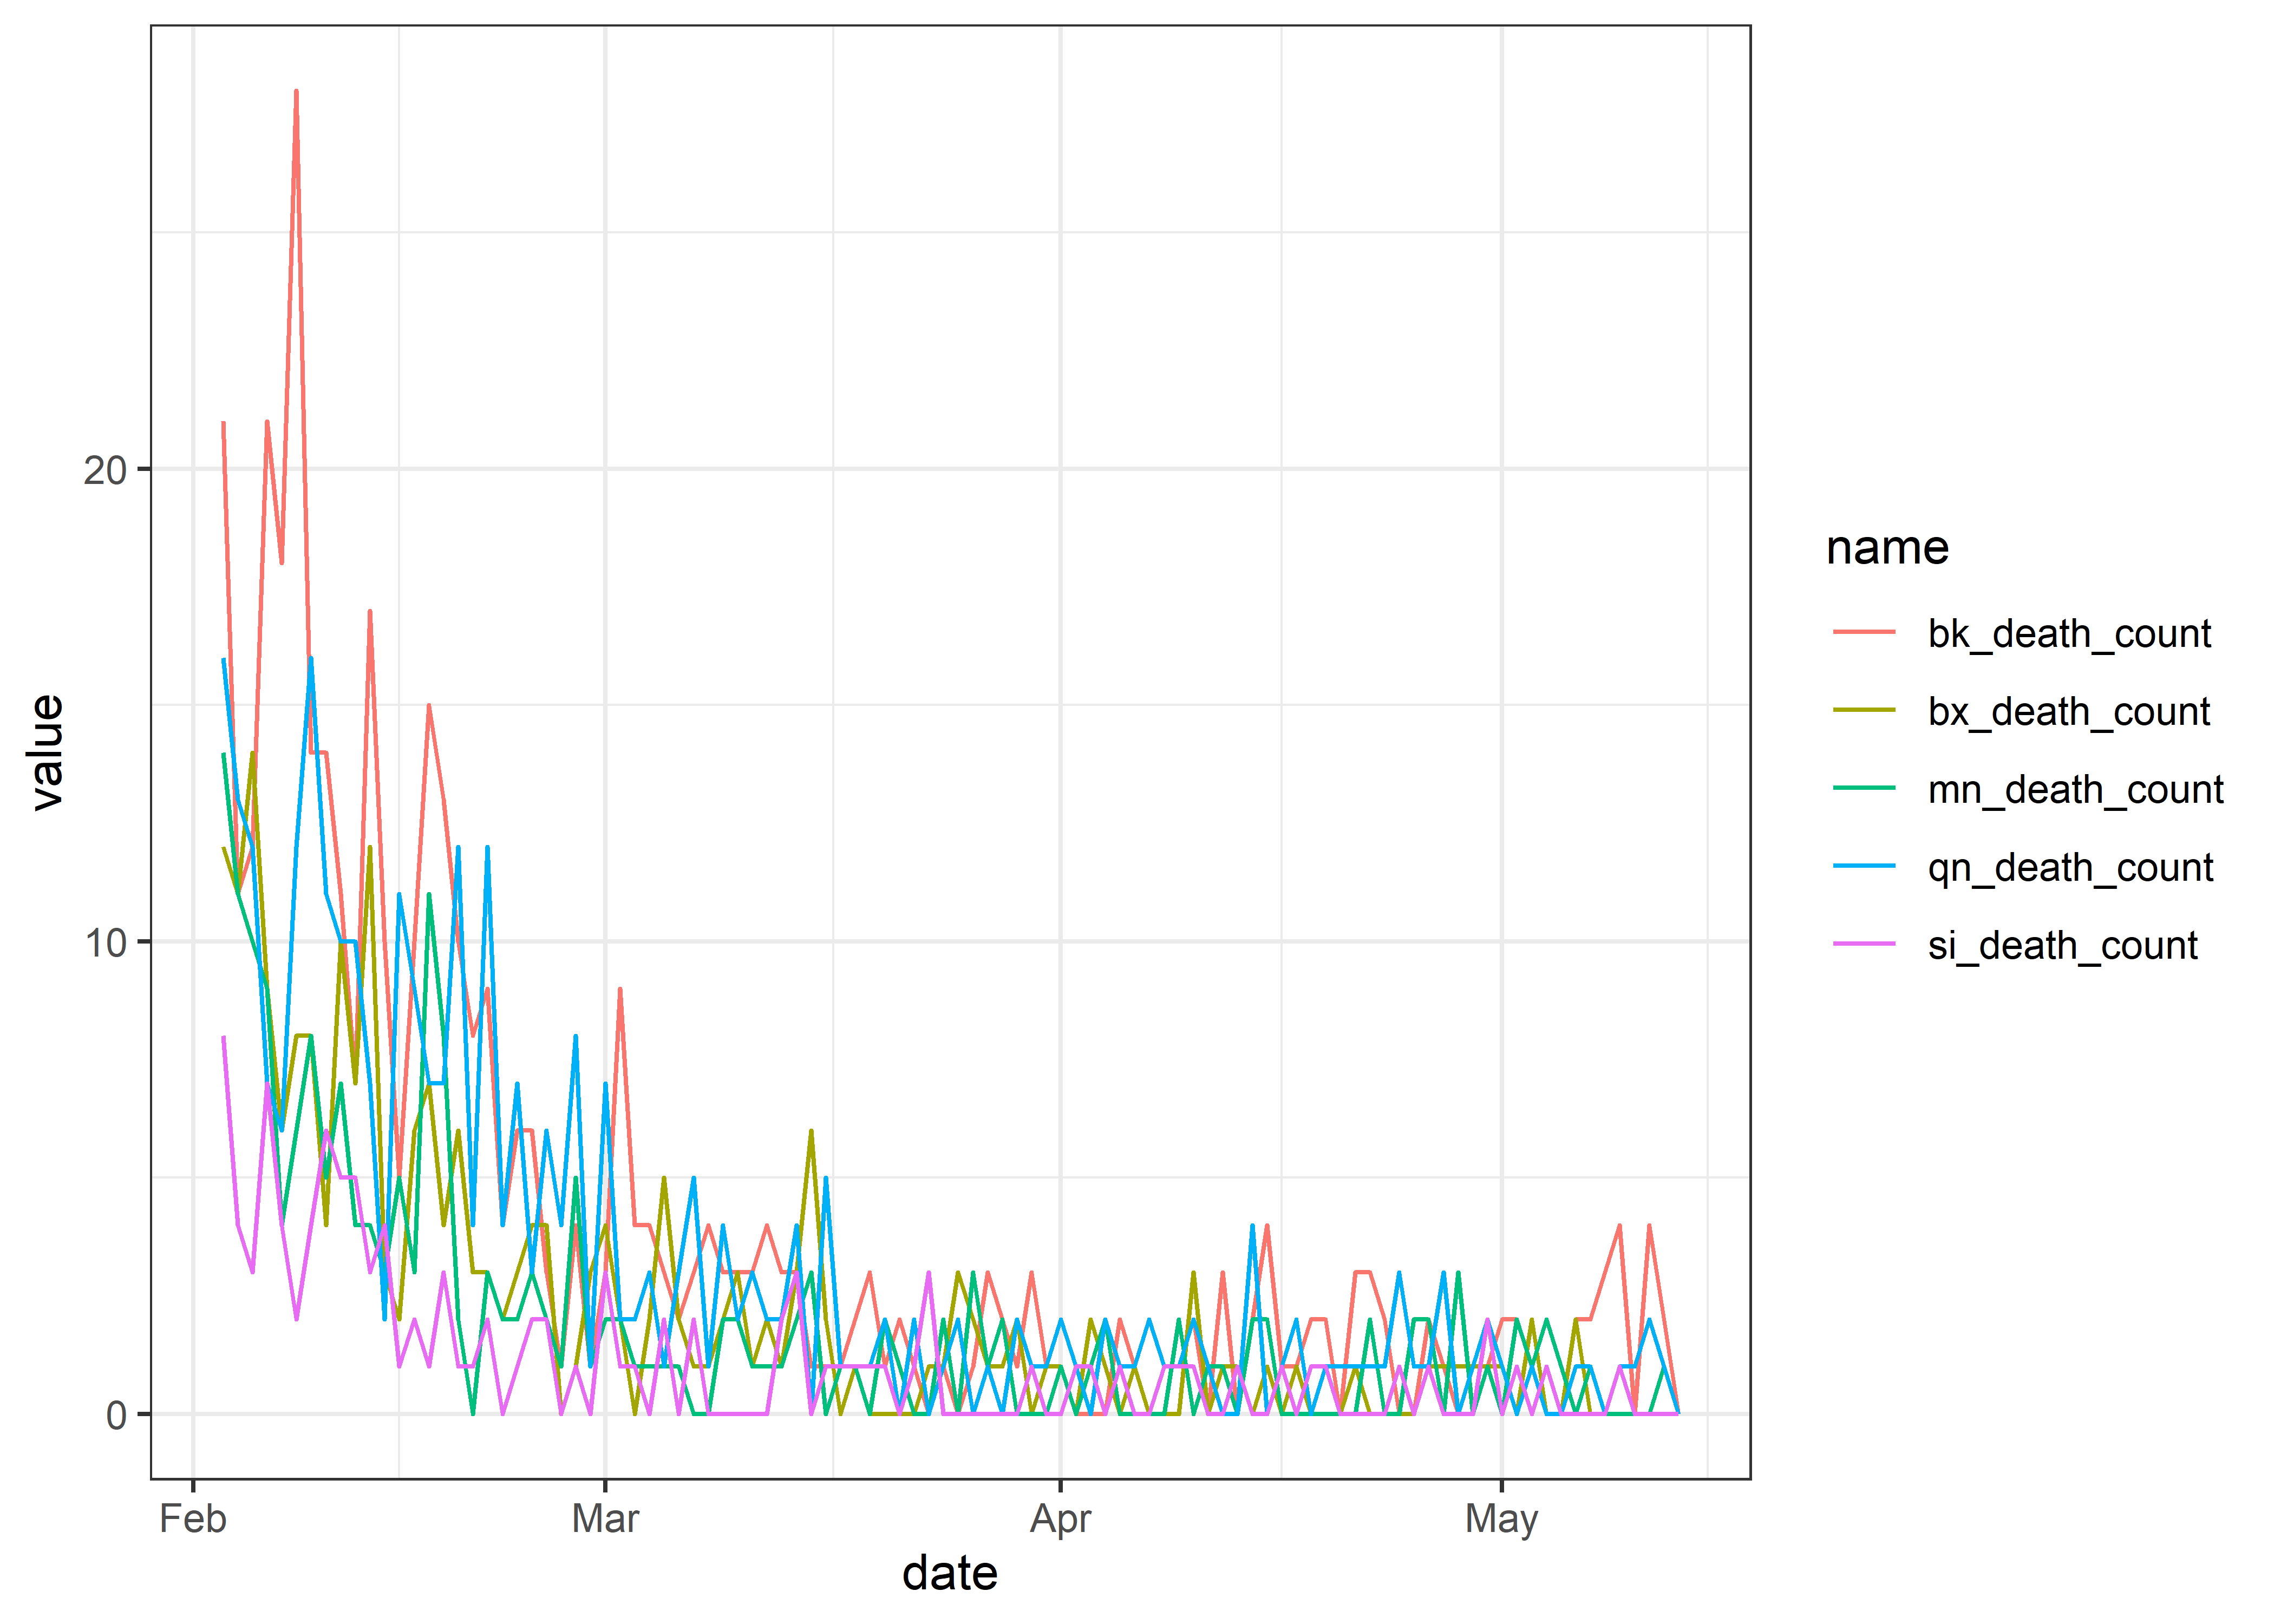 value
20
10
0
Feb
Mar
Apr
May
date
name
bk_death_count
bx_death_count
mn_death_count
qn_death_count
si_death_count